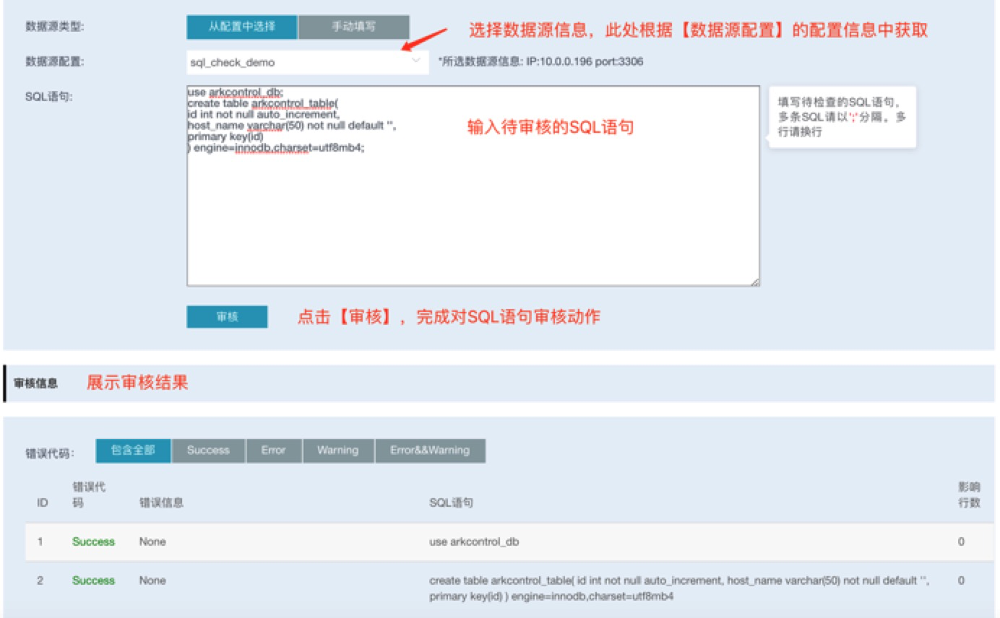 数据源类型:
从配置中选择 手动填写
选择数据源信息，此处根据【数据源配置】的配置信息中获取
数据源配置:
sql_check_demo
*所选数据源信息: IP:10.0.0.196 port:3306
SQL语句:
use arkcontrol_db;
create table arkcontrol_table(
id int not null auto_increment,
host_name varchar(50) not null default '',
primary key(id)
) engine=innodb,charset=utf8mb4;
输入待审核的SQL语句
填写待检查的SQL语句，
多条SQL请以';'分隔。多
行请换行
审核
点击【审核】，完成对SQL语句审核动作
审核信息
展示审核结果
错误代码:
包含全部 Success Error Warning Error&&Warning
ID 错误代码 错误信息 SQL语句 影响行数
1 Success None use arkcontrol_db 0
2 Success None create table arkcontrol_table( id int not null auto_increment, host_name varchar(50) not null default '', 0
primary key(id) ) engine=innodb,charset=utf8mb4